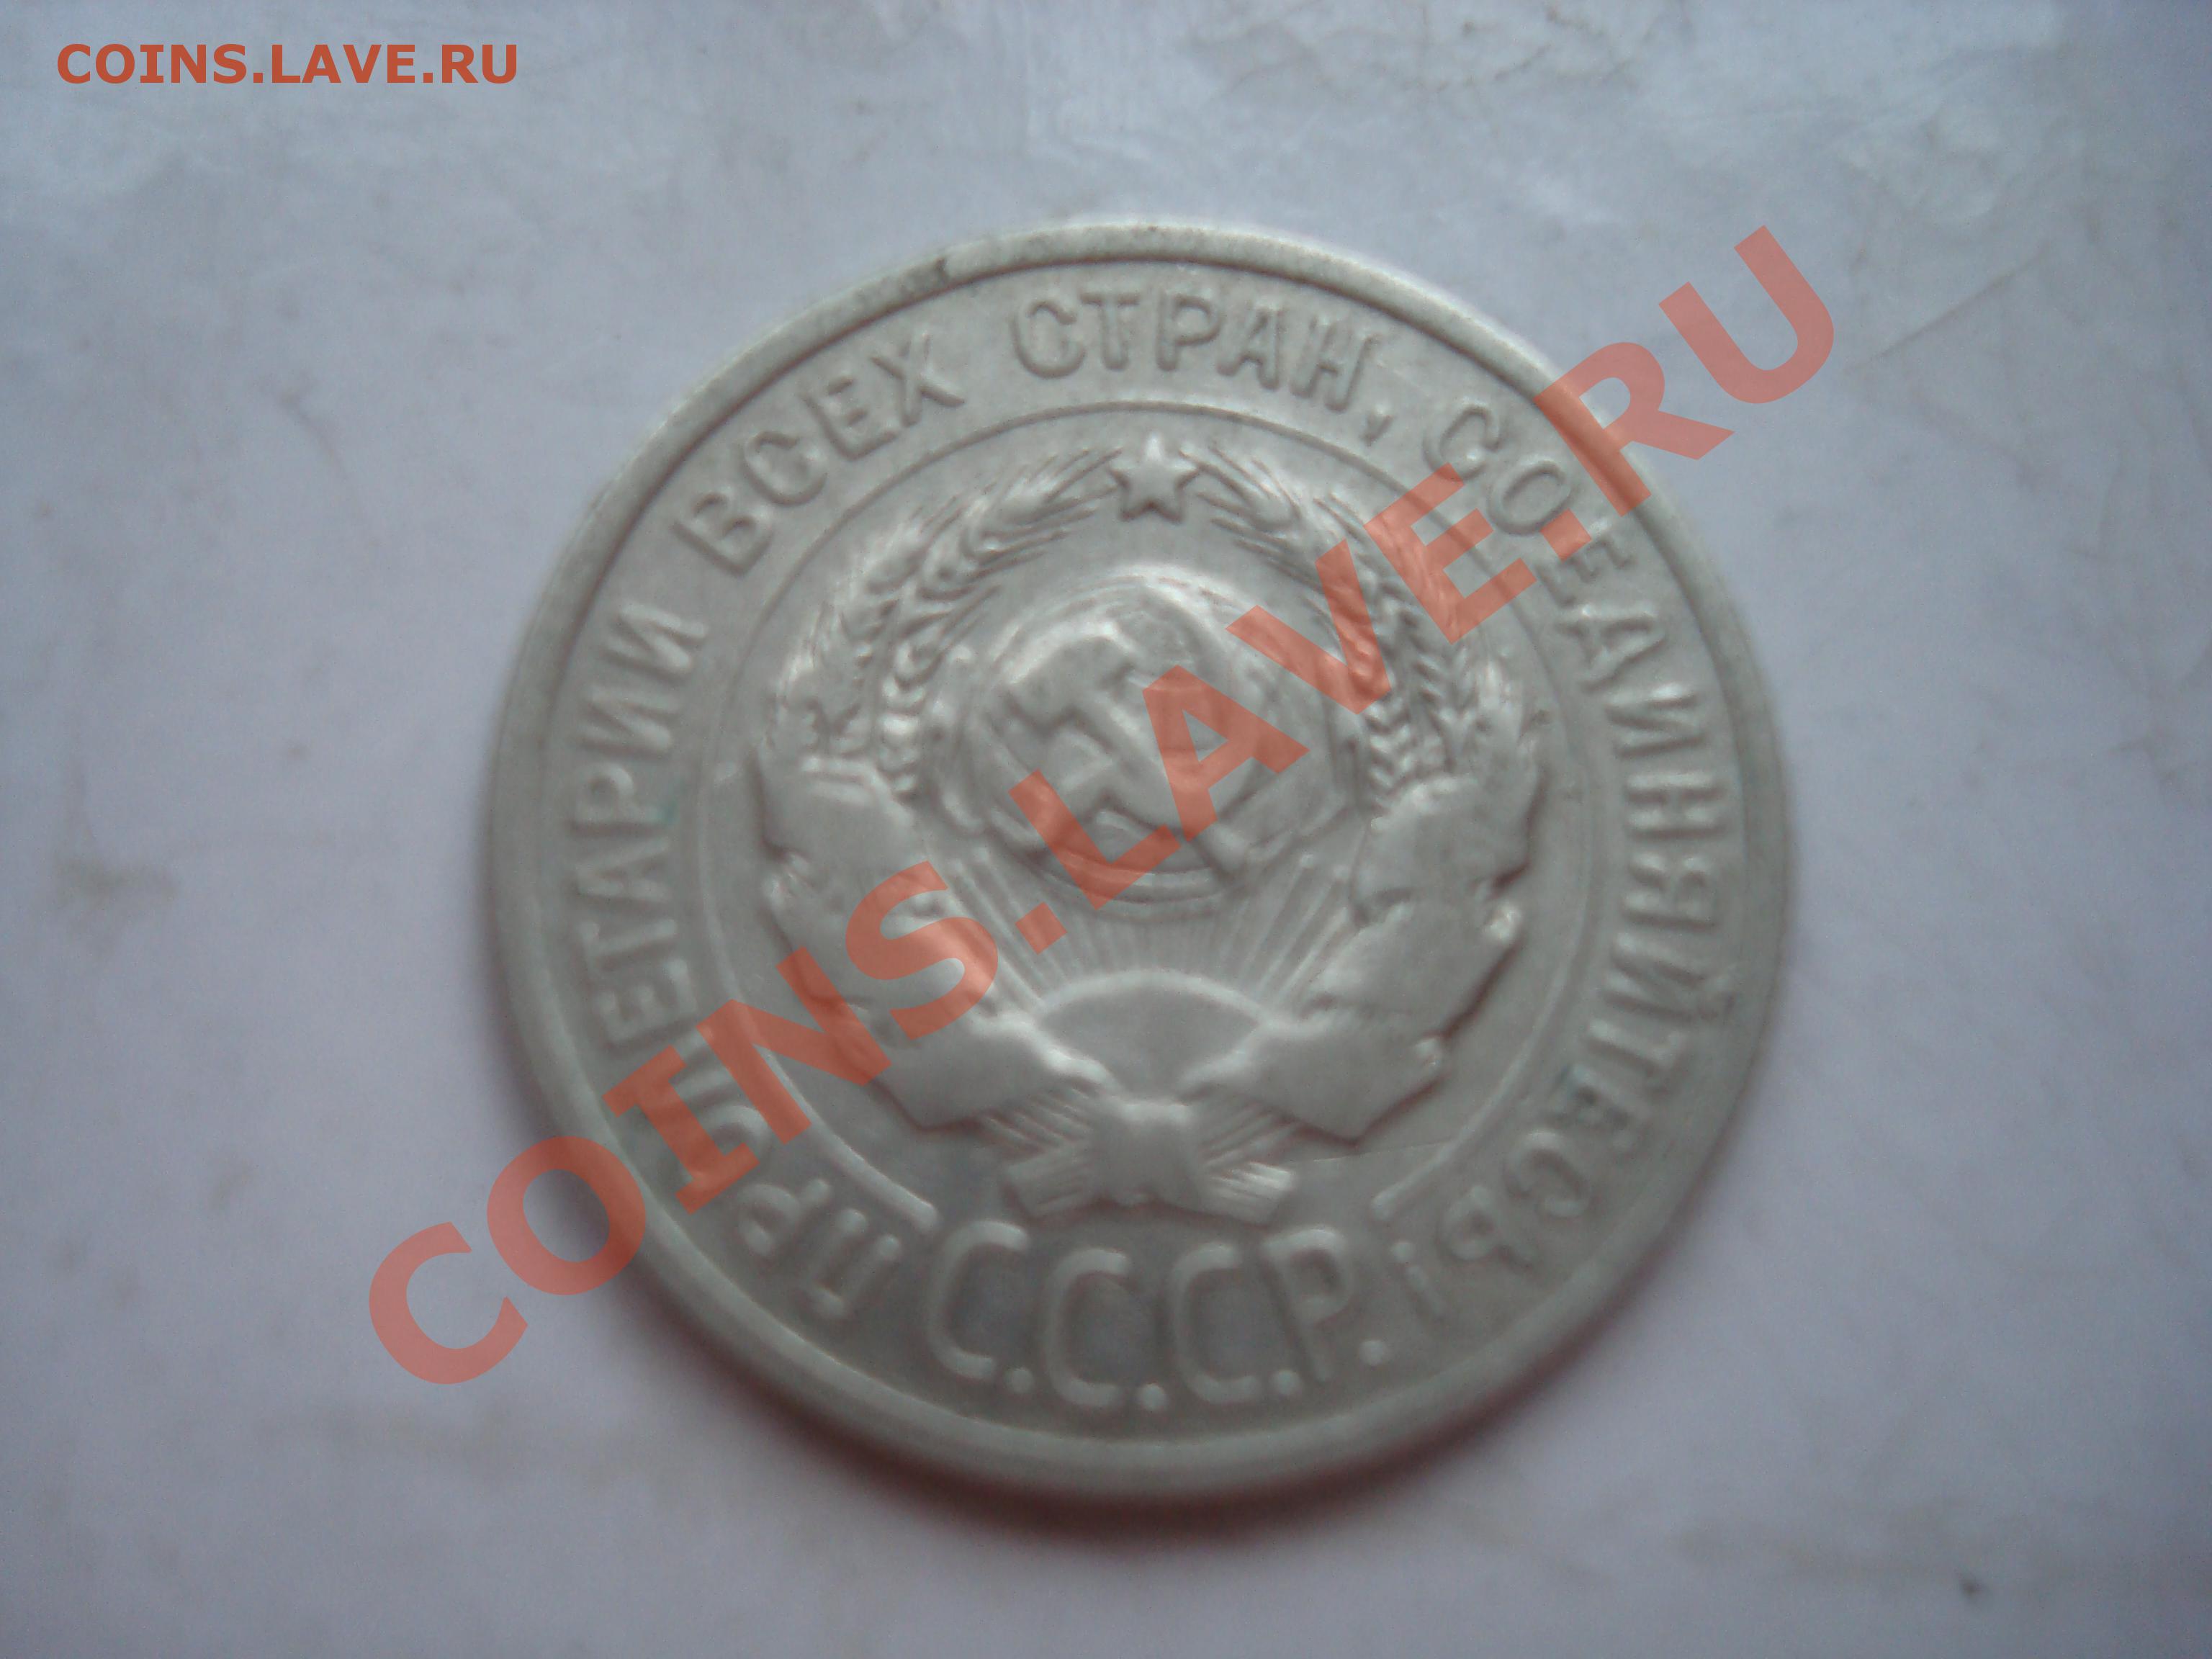 COINS.LAVE.RU
ПРОЛЕТАРИИ ВСЕХ СТРАН, СОЕДИНЯЙТЕСЬ!
С.С.С.Р.
COINS.LAVE.RU